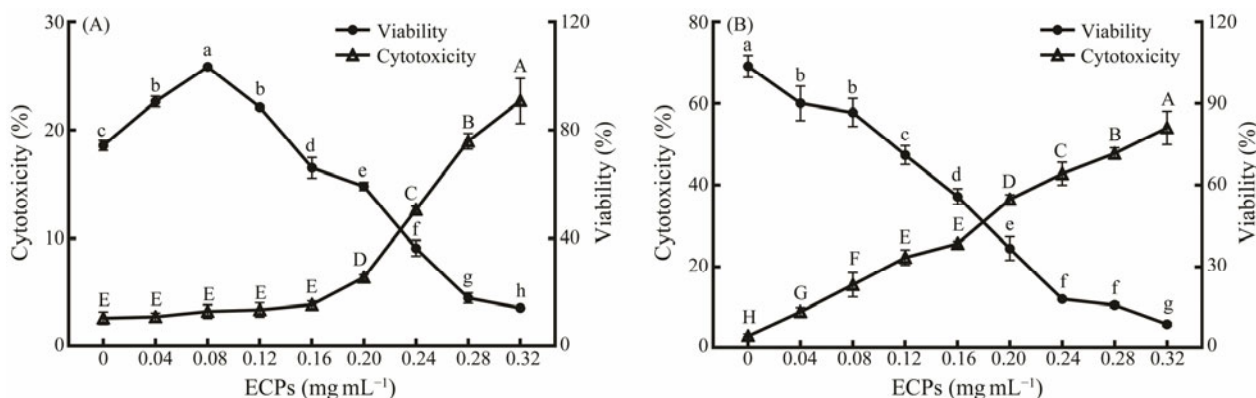 (A)
Viability
Cytotoxicity
Cytotoxicity (%)
30
20
10
0
Viability (%)
120
80
40
0
c b a b d e f g h
E E E E E D C B A
0 0.04 0.08 0.12 0.16 0.20 0.24 0.28 0.32
ECPs (mg mL⁻¹)
(B)
Viability
Cytotoxicity
Cytotoxicity (%)
80
60
40
20
0
Viability (%)
120
90
60
30
0
a b b c d e f f g
H G F E E D C B A
0 0.04 0.08 0.12 0.16 0.20 0.24 0.28 0.32
ECPs (mg mL⁻¹)